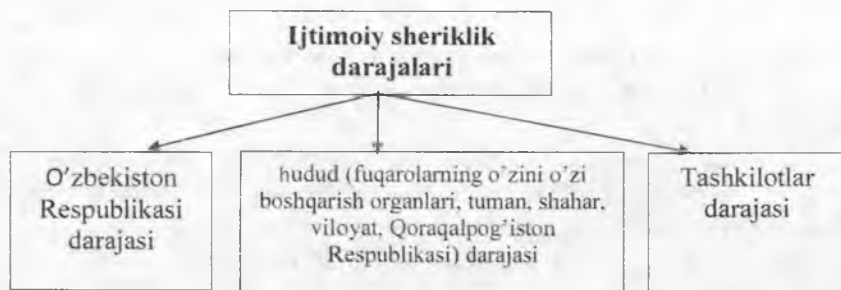 Ijtimoiy sheriklik
darajalari
O'zbekiston
Respublikasi
darajasi
hudud (fuqarolarning o'zini o'zi
boshqarish organlari, tuman, shahar,
viloyat, Qoraqalpog'iston
Respublikasi) darajasi
Tashkilotlar
darajasi